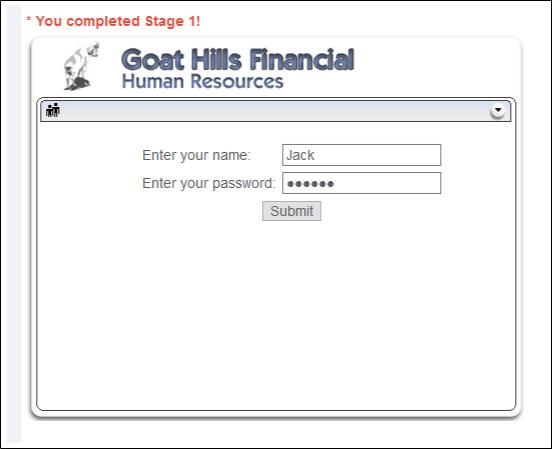 * You completed Stage 1!
Goat Hills Financial
Human Resources
Enter your name: Jack
Enter your password: ●●●●●●
Submit